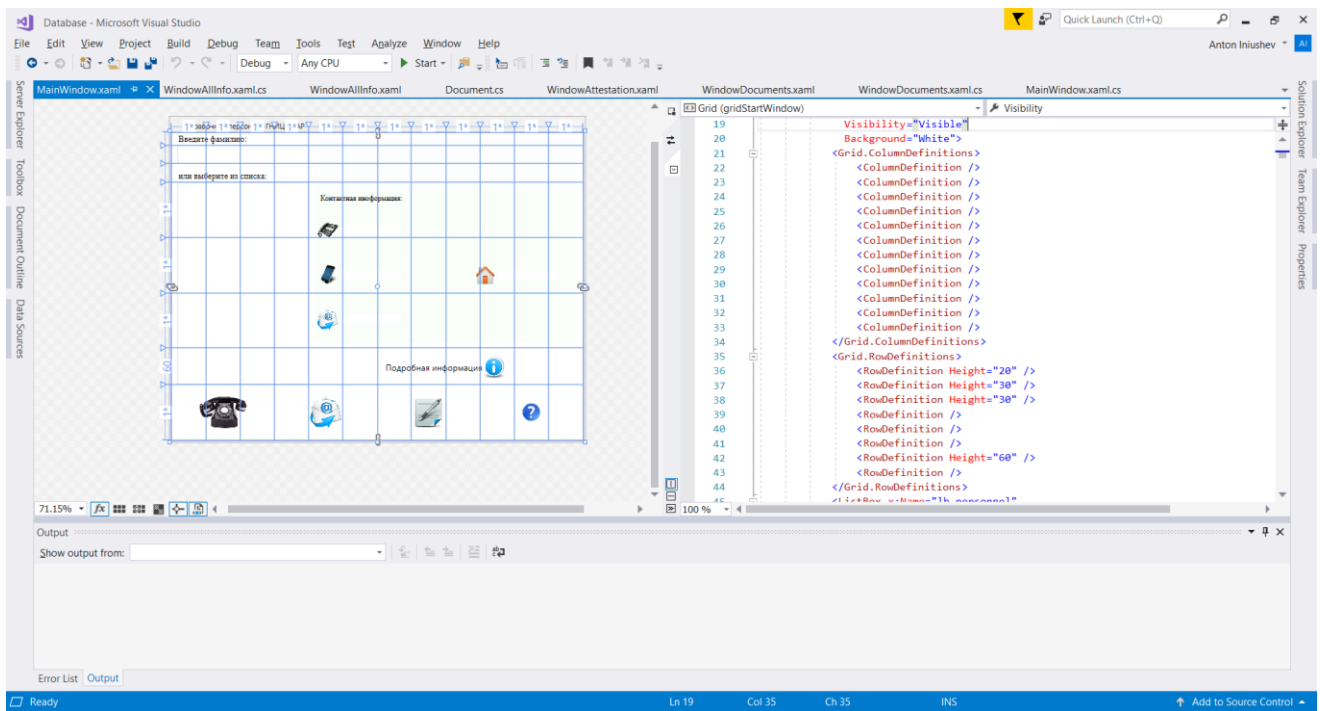 Database - Microsoft Visual Studio
Quick Launch (Ctrl+Q)
File Edit View Project Build Debug Team Tools Test Analyze Window Help
Anton Iniushev AI
Debug Any CPU Start
MainWindow.xaml WindowAllInfo.xaml.cs WindowAllInfo.xaml Document.cs WindowAttestation.xaml WindowDocuments.xaml WindowDocuments.xaml.cs MainWindow.xaml.cs
Server Explorer
Toolbox
Document Outline
Data Sources
Solution Explorer
Team Explorer
Properties
Grid (gridStartWindow) Visibility
Введите фамилию:
или выберите из списка:
Контактная информация:
Подробная информация
60
19 Visibility="Visible"
20 Background="White">
21 <Grid.ColumnDefinitions>
22 <ColumnDefinition />
23 <ColumnDefinition />
24 <ColumnDefinition />
25 <ColumnDefinition />
26 <ColumnDefinition />
27 <ColumnDefinition />
28 <ColumnDefinition />
29 <ColumnDefinition />
30 <ColumnDefinition />
31 <ColumnDefinition />
32 <ColumnDefinition />
33 <ColumnDefinition />
34 </Grid.ColumnDefinitions>
35 <Grid.RowDefinitions>
36 <RowDefinition Height="20" />
37 <RowDefinition Height="30" />
38 <RowDefinition Height="30" />
39 <RowDefinition />
40 <RowDefinition />
41 <RowDefinition />
42 <RowDefinition Height="60" />
43 <RowDefinition />
44 </Grid.RowDefinitions>
71.15% fx 100 %
Output
Show output from:
Error List Output
Ready Ln 19 Col 35 Ch 35 INS Add to Source Control